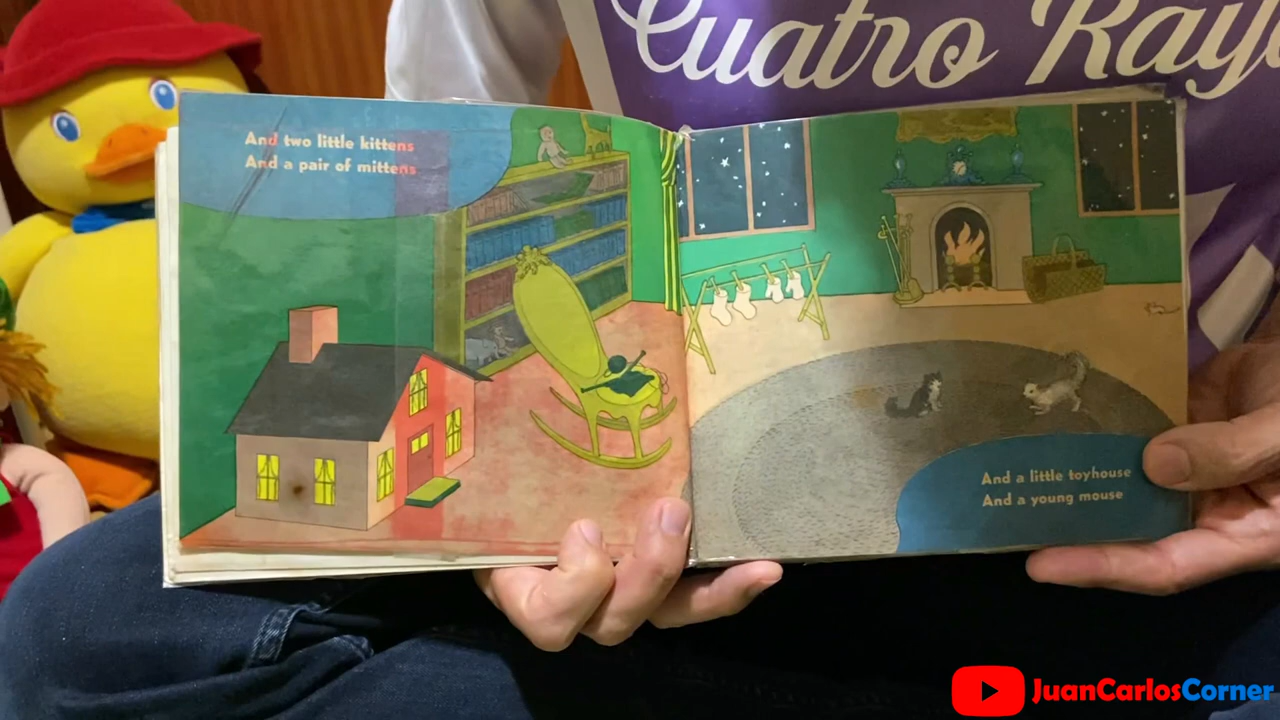 Cuatro Ray
And two little kittens
And a pair of mittens
And a little toyhouse
And a young mouse
JuanCarlosCorner